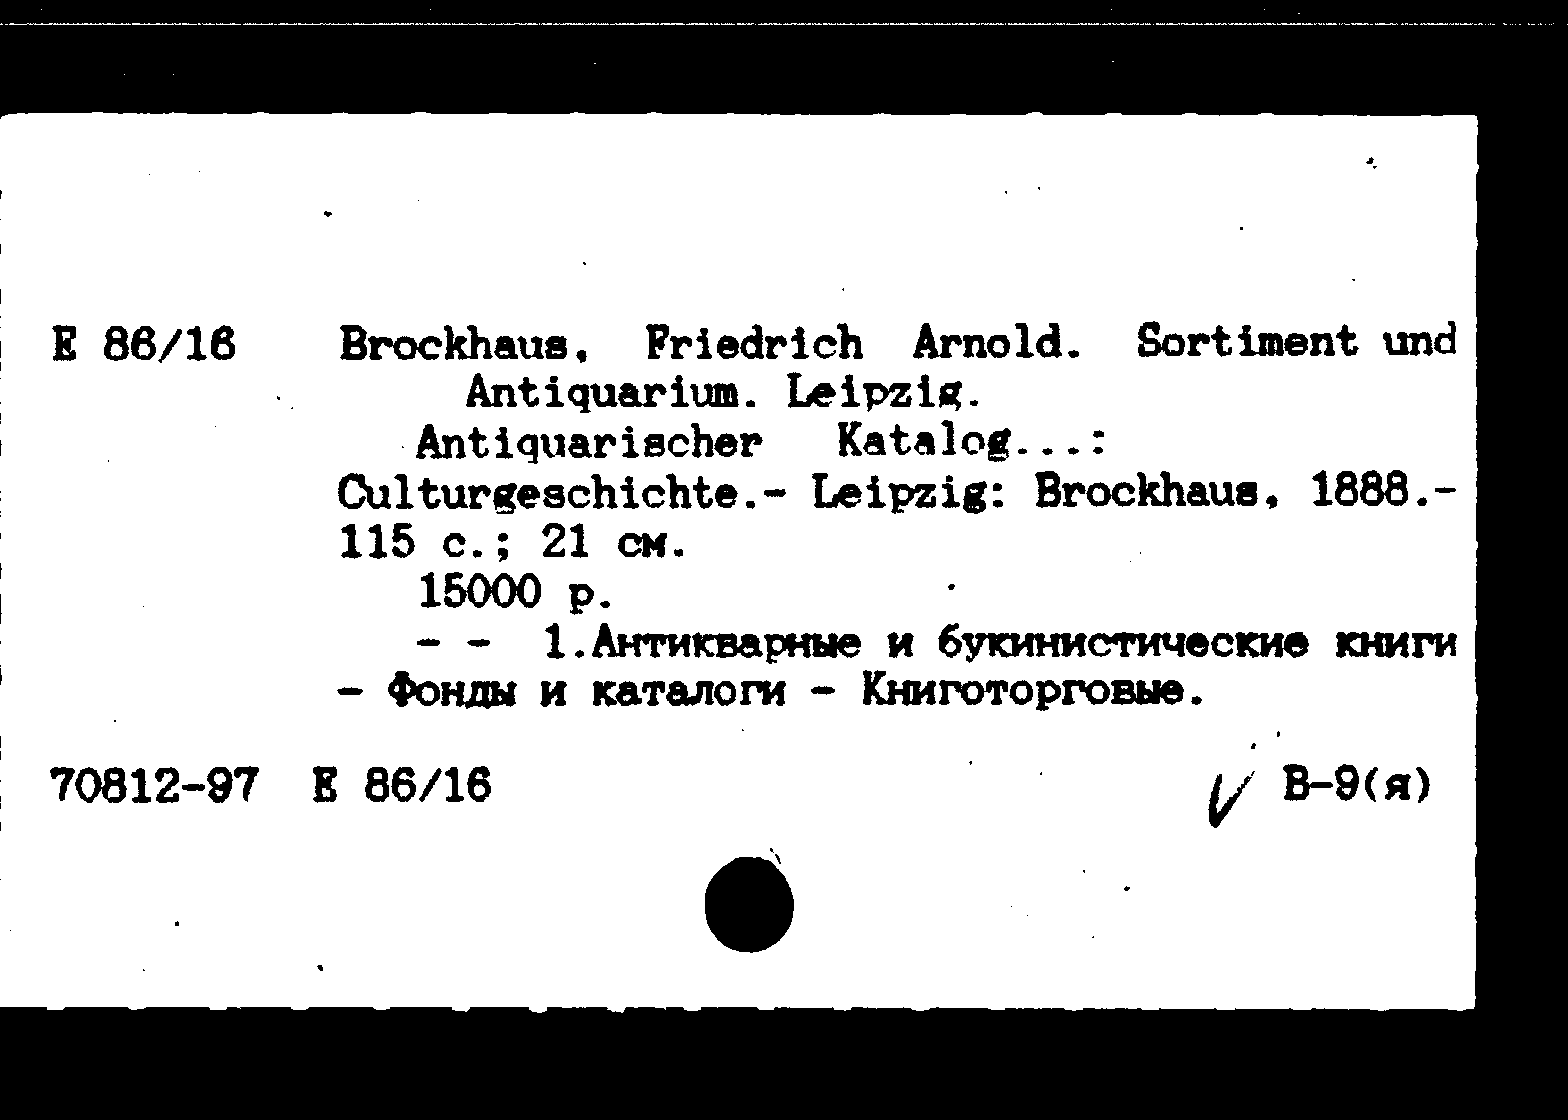 E 86/16 Brockhaus, Friedrich Arnold. Sortiment und
Antiquarium. Leipzig.
Antiquarischer Katalog...:
Culturgeschichte.- Leipzig: Brockhaus, 1888.-
115 с.; 21 см.
15000 р.
- - 1.Антикварные и букинистические книги
- Фонды и каталоги - Книготорговые.
70812-97 E 86/16 V В-9(я)